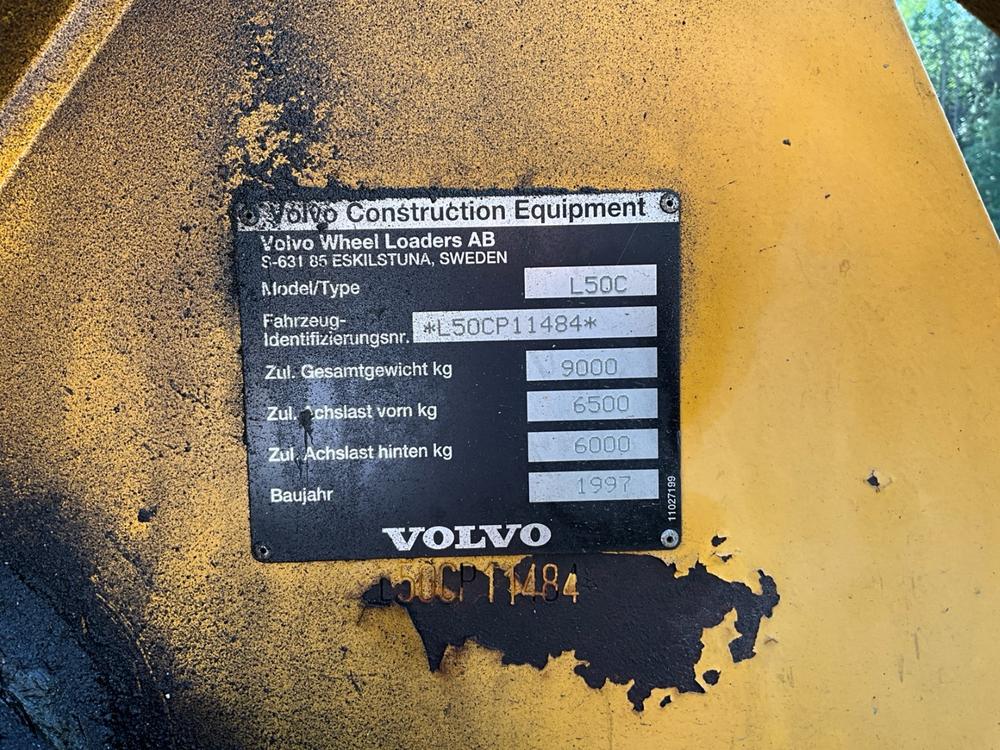 Volvo Construction Equipment
Volvo Wheel Loaders AB
S-631 85 ESKILSTUNA, SWEDEN
Model/Type L50C
Fahrzeug-
Identifizierungsnr. *L50CP11484*
Zul. Gesamtgewicht kg 9000
Zul. Achslast vorn kg 6500
Zul. Achslast hinten kg 6000
Baujahr 1997
11027199
VOLVO
L50CP11484